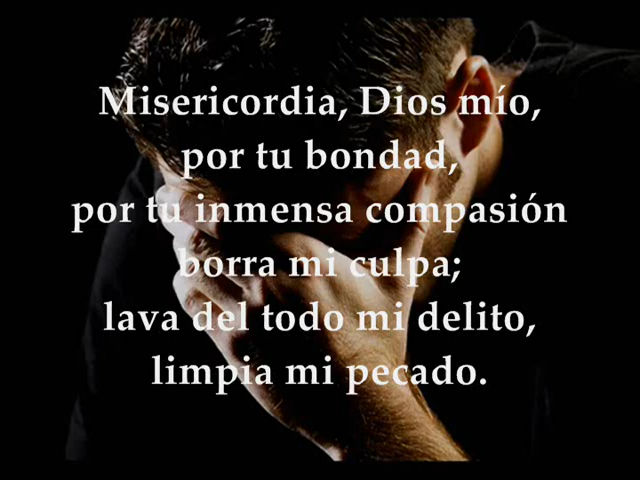 Misericordia, Dios mío,
por tu bondad,
por tu inmensa compasión
borra mi culpa;
lava del todo mi delito,
limpia mi pecado.